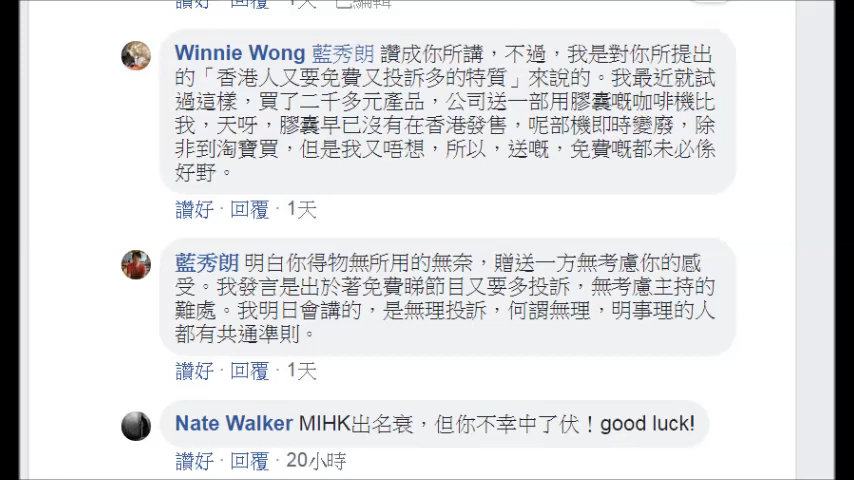 讚好 · 回覆 · 1天 · 已編輯
Winnie Wong 藍秀朗 讚成你所講，不過，我是對你所提出
的「香港人又要免費又投訴多的特質」來說的。我最近就試
過這樣，買了二千多元產品，公司送一部用膠囊嘅咖啡機比
我，天呀，膠囊早已沒有在香港發售，呢部機即時變廢，除
非到淘寶買，但是我又唔想，所以，送嘅，免費嘅都未必係
好野。
讚好 · 回覆 · 1天
藍秀朗 明白你得物無所用的無奈，贈送一方無考慮你的感
受。我發言是出於著免費睇節目又要多投訴，無考慮主持的
難處。我明日會講的，是無理投訴，何謂無理，明事理的人
都有共通準則。
讚好 · 回覆 · 1天
Nate Walker MIHK出名衰，但你不幸中了伏！good luck!
讚好 · 回覆 · 20小時